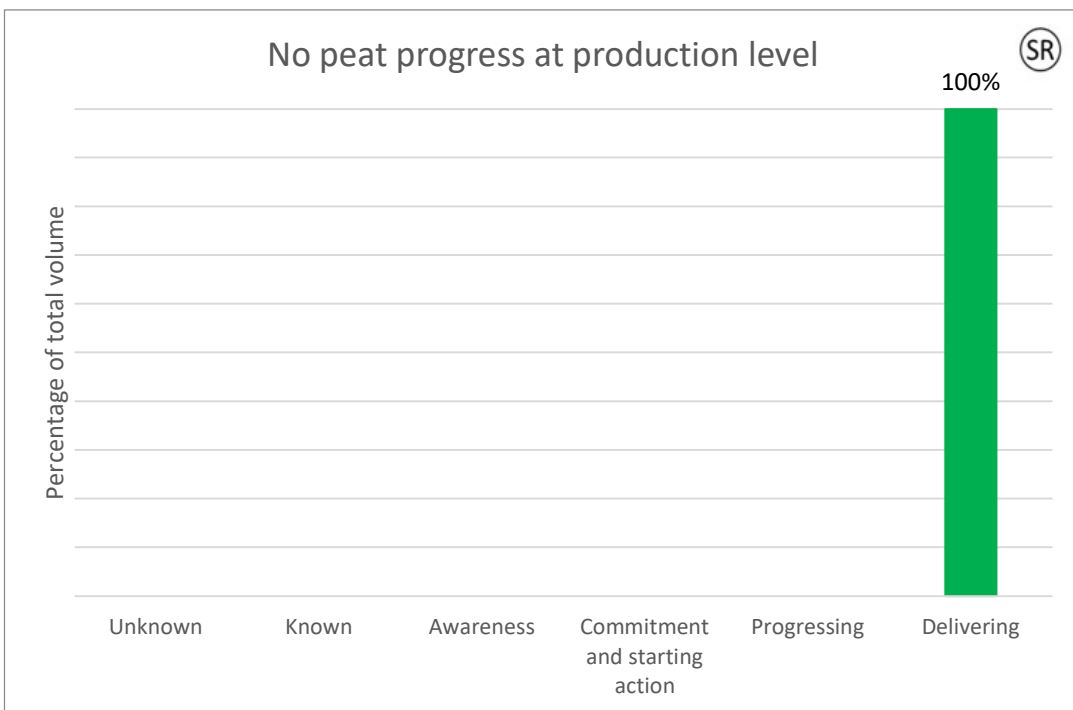 No peat progress at production level
SR
100%
Percentage of total volume
Unknown
Known
Awareness
Commitment
and starting
action
Progressing
Delivering